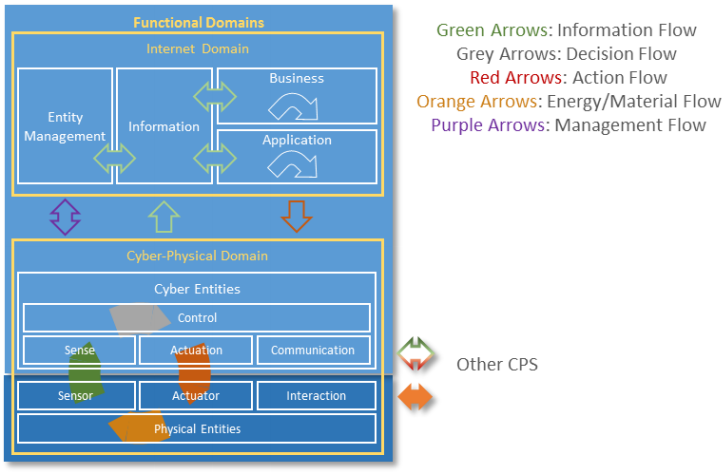 Functional Domains
Internet Domain
Entity
Management
Information
Business
Application
Cyber-Physical Domain
Cyber Entities
Control
Sense
Actuation
Communication
Sensor
Actuator
Interaction
Physical Entities
Green Arrows: Information Flow
Grey Arrows: Decision Flow
Red Arrows: Action Flow
Orange Arrows: Energy/Material Flow
Purple Arrows: Management Flow
Other CPS